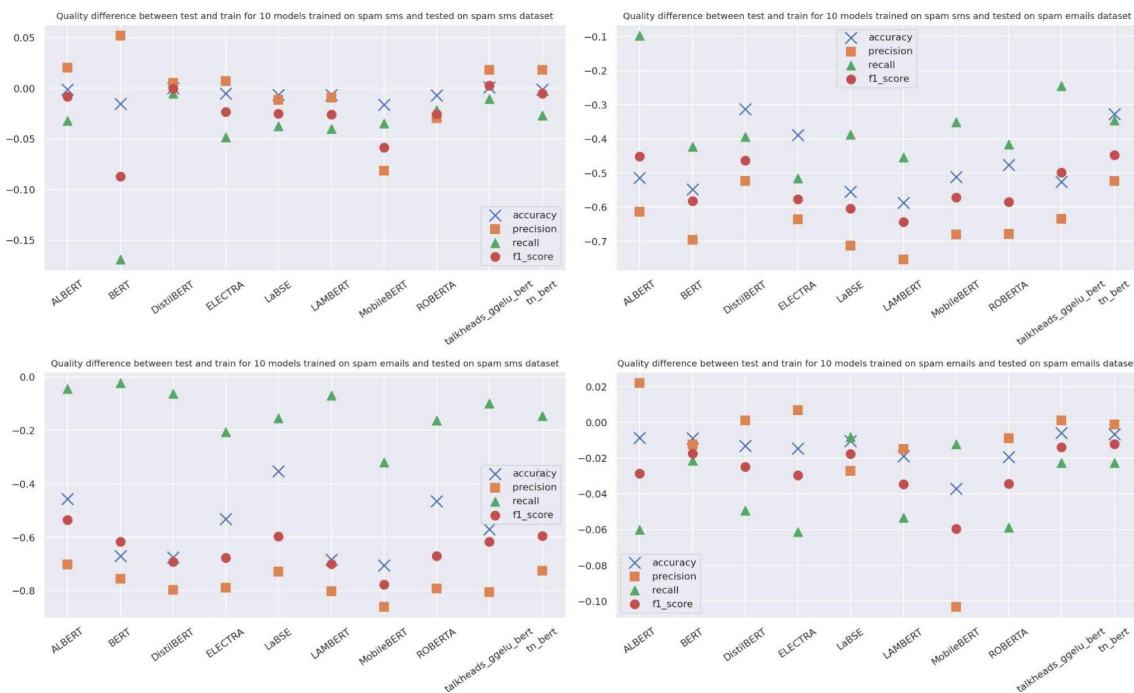 Quality difference between test and train for 10 models trained on spam sms and tested on spam sms dataset
0.05
0.00
−0.05
−0.10
−0.15
accuracy
precision
recall
f1_score
ALBERT
BERT
DistilBERT
ELECTRA
LaBSE
LAMBERT
MobileBERT
ROBERTA
talkheads_ggelu_bert
tn_bert
Quality difference between test and train for 10 models trained on spam sms and tested on spam emails dataset
−0.1
−0.2
−0.3
−0.4
−0.5
−0.6
−0.7
accuracy
precision
recall
f1_score
ALBERT
BERT
DistilBERT
ELECTRA
LaBSE
LAMBERT
MobileBERT
ROBERTA
talkheads_ggelu_bert
tn_bert
Quality difference between test and train for 10 models trained on spam emails and tested on spam sms dataset
0.0
−0.2
−0.4
−0.6
−0.8
accuracy
precision
recall
f1_score
ALBERT
BERT
DistilBERT
ELECTRA
LaBSE
LAMBERT
MobileBERT
ROBERTA
talkheads_ggelu_bert
tn_bert
Quality difference between test and train for 10 models trained on spam emails and tested on spam emails dataset
0.02
0.00
−0.02
−0.04
−0.06
−0.08
−0.10
accuracy
precision
recall
f1_score
ALBERT
BERT
DistilBERT
ELECTRA
LaBSE
LAMBERT
MobileBERT
ROBERTA
talkheads_ggelu_bert
tn_bert